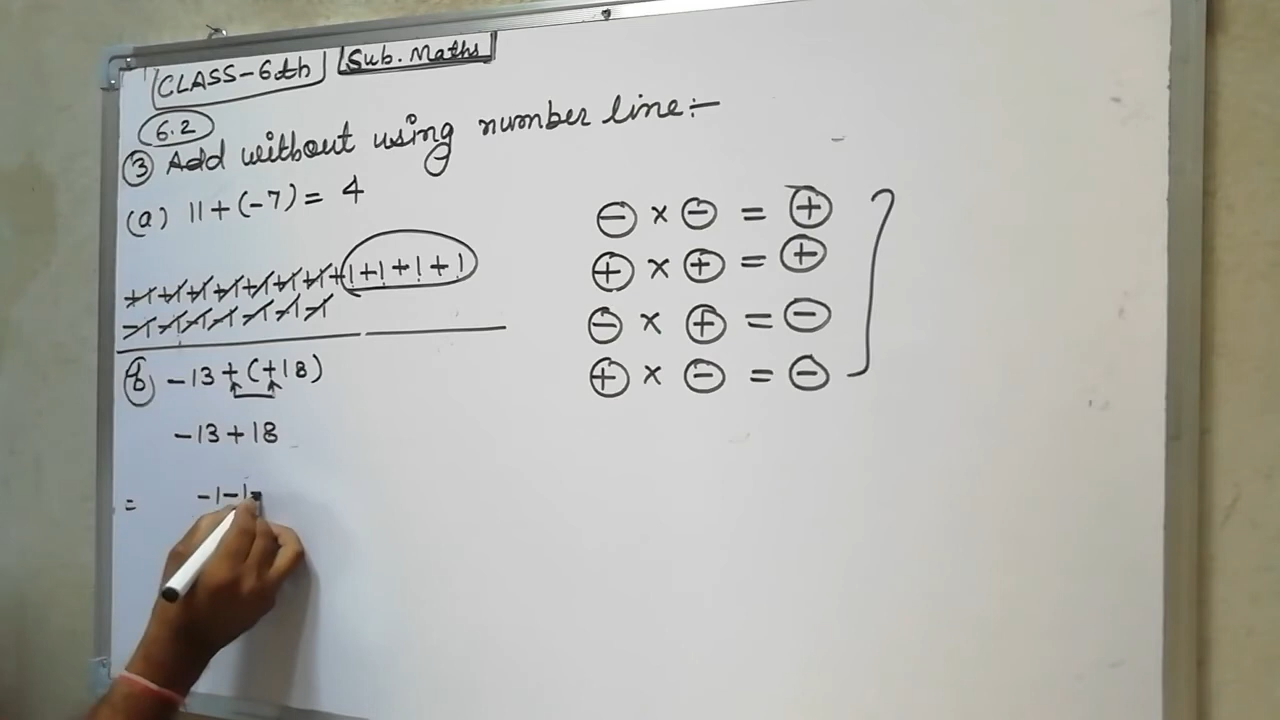 CLASS-6th Sub. Maths
6.2
③ Add without using number line:-
(a) 11+(-7) = 4
+1+1+1+1+1+1+1+1+1+1+1
-1-1-1-1-1-1-1
(b) -13+(+18)
-13+18
= -1-1-
⊖ × ⊖ = ⊕
⊕ × ⊕ = ⊕
⊖ × ⊕ = ⊖
⊕ × ⊖ = ⊖